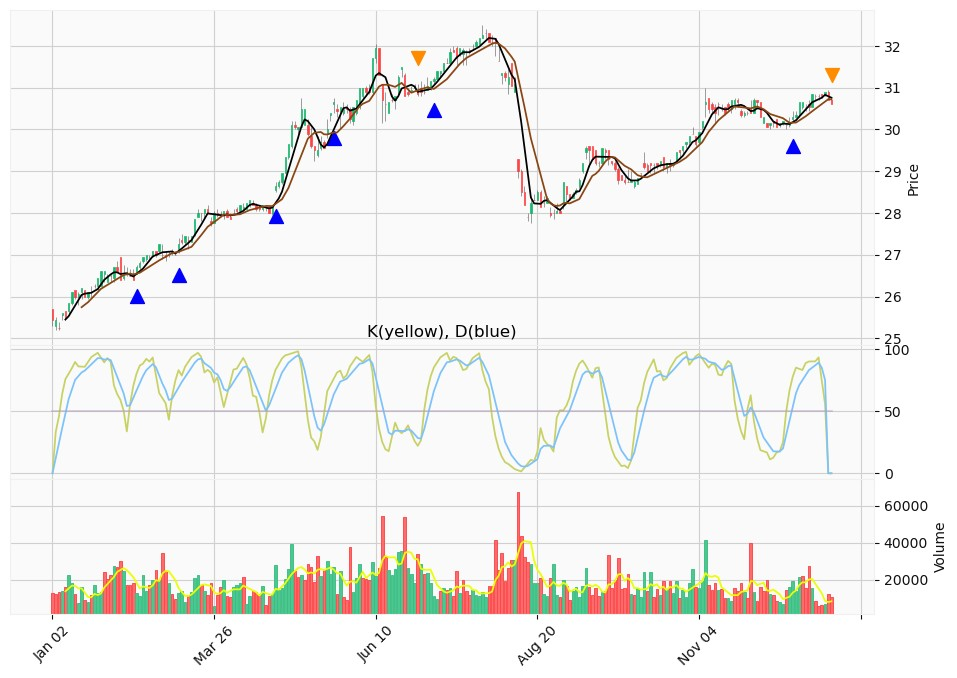 32
31
30
29
28
27
26
25
Price
K(yellow), D(blue)
100
50
0
60000
40000
20000
Volume
Jan 02
Mar 26
Jun 10
Aug 20
Nov 04